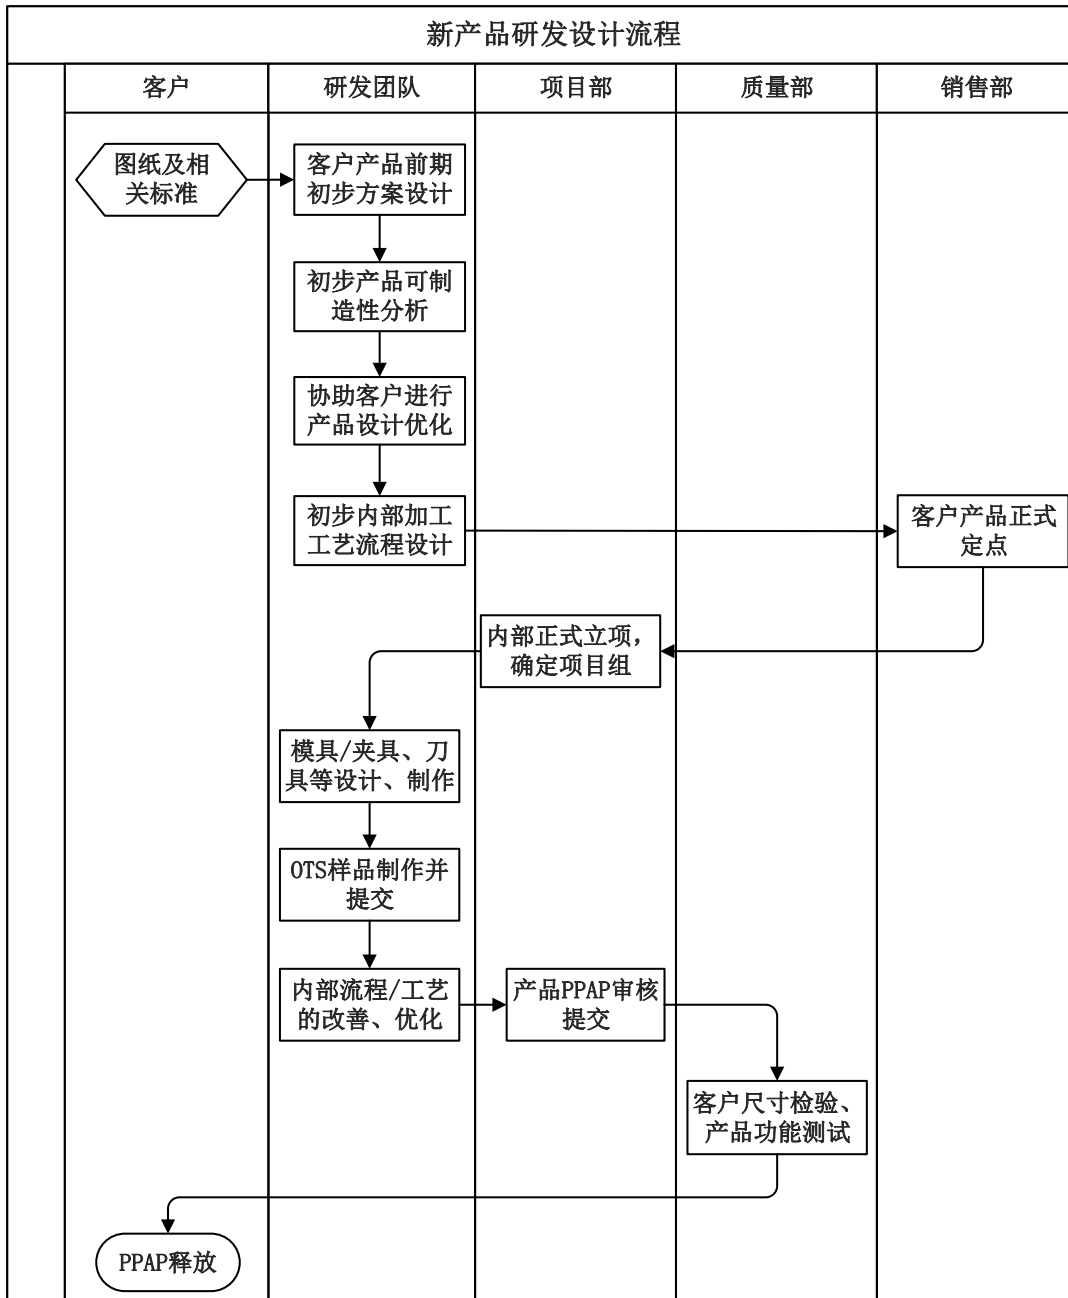 新产品研发设计流程
客户
研发团队
项目部
质量部
销售部
图纸及相
关标准
客户产品前期
初步方案设计
初步产品可制
造性分析
协助客户进行
产品设计优化
初步内部加工
工艺流程设计
客户产品正式
定点
内部正式立项，
确定项目组
模具/夹具、刀
具等设计、制作
OTS样品制作并
提交
内部流程/工艺
的改善、优化
产品PPAP审核
提交
客户尺寸检验、
产品功能测试
PPAP释放